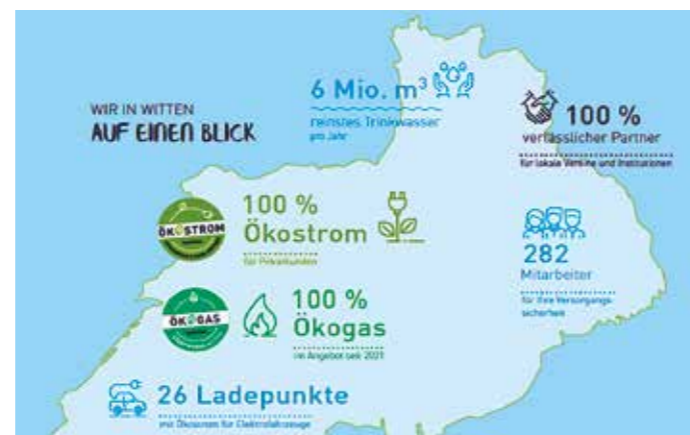 WIR IN WITTEN
AUF EINEN BLICK
6 Mio. m³
reinstes Trinkwasser
pro Jahr
100 %
verlässlicher Partner
für lokale Vereine und Institutionen
ÖKOSTROM
100 %
Ökostrom
für Privatkunden
282
Mitarbeiter
für Ihre Versorgungs-
sicherheit
ÖKOGAS
100 %
Ökogas
im Angebot seit 2021
26 Ladepunkte
mit Ökostrom für Elektrofahrzeuge